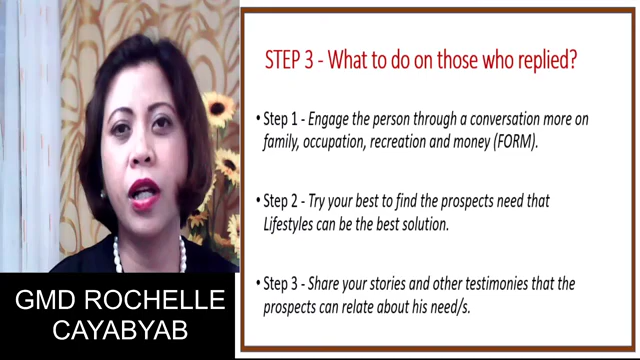 STEP 3 - What to do on those who replied?
• Step 1 - Engage the person through a conversation more on
family, occupation, recreation and money (FORM).
• Step 2 - Try your best to find the prospects need that
Lifestyles can be the best solution.
• Step 3 - Share your stories and other testimonies that the
prospects can relate about his need/s.
GMD ROCHELLE
CAYABYAB